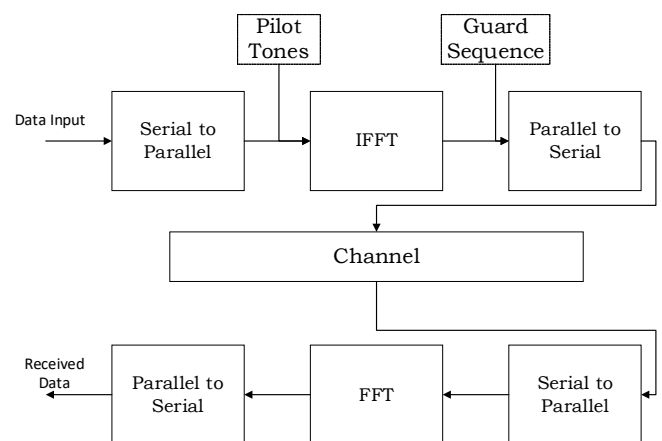 Pilot
Tones
Guard
Sequence
Data Input
Serial to
Parallel
IFFT
Parallel to
Serial
Channel
Received
Data
Parallel to
Serial
FFT
Serial to
Parallel